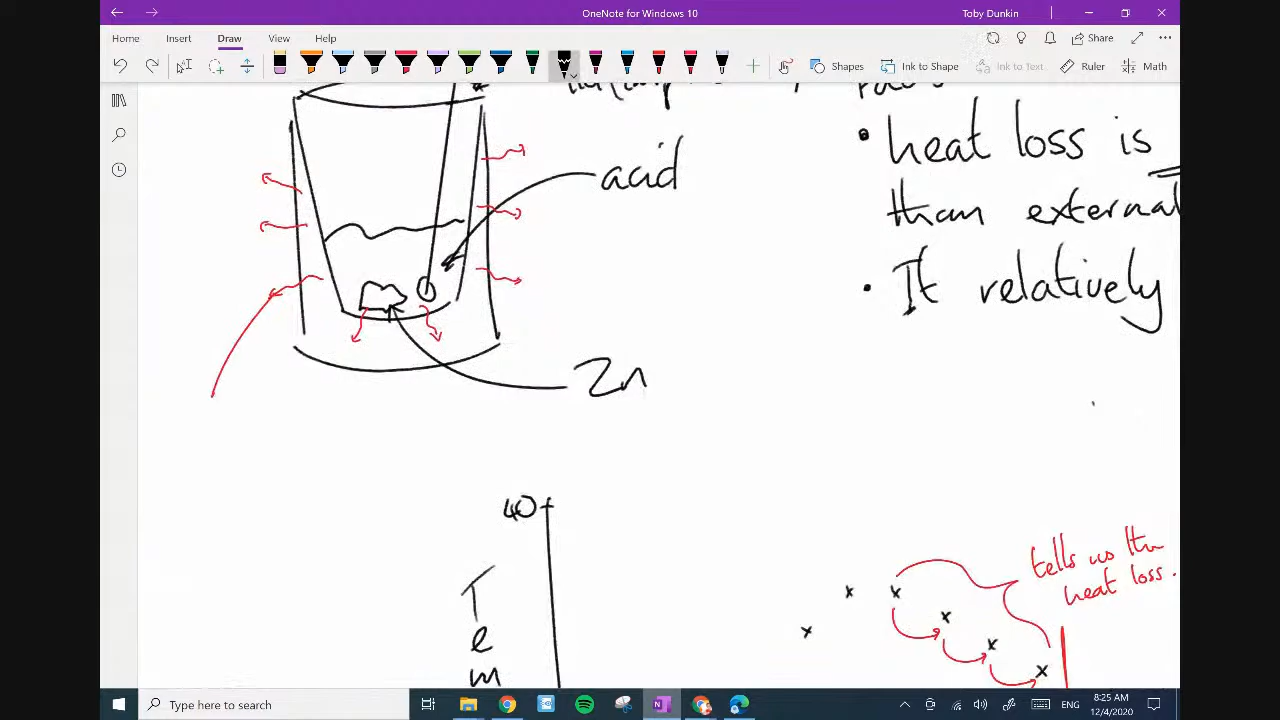 OneNote for Windows 10
Toby Dunkin
Home Insert Draw View Help
Share
Shapes
Ink to Shape
Ink to Text
Ruler
Math
acid
• heat loss is
than external
• It relatively
Zn
40
T
e
m
tells us the
heat loss.
Type here to search
ENG
8:25 AM
12/4/2020